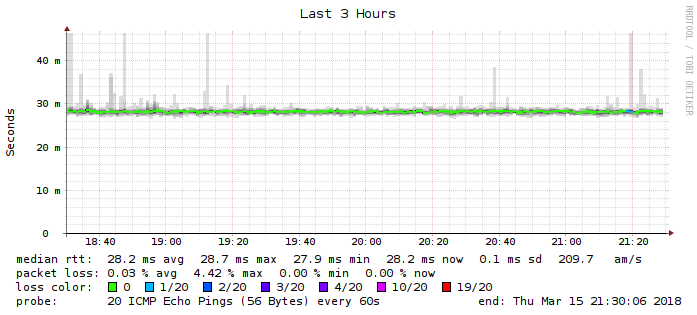 Last 3 Hours
RRDTOOL / TOBI OETIKER
Seconds
40 m
30 m
20 m
10 m
0
18:40 19:00 19:20 19:40 20:00 20:20 20:40 21:00 21:20
median rtt: 28.2 ms avg 28.7 ms max 27.9 ms min 28.2 ms now 0.1 ms sd 209.7 am/s
packet loss: 0.03 % avg 4.42 % max 0.00 % min 0.00 % now
loss color: 0 1/20 2/20 3/20 4/20 10/20 19/20
probe: 20 ICMP Echo Pings (56 Bytes) every 60s end: Thu Mar 15 21:30:06 2018